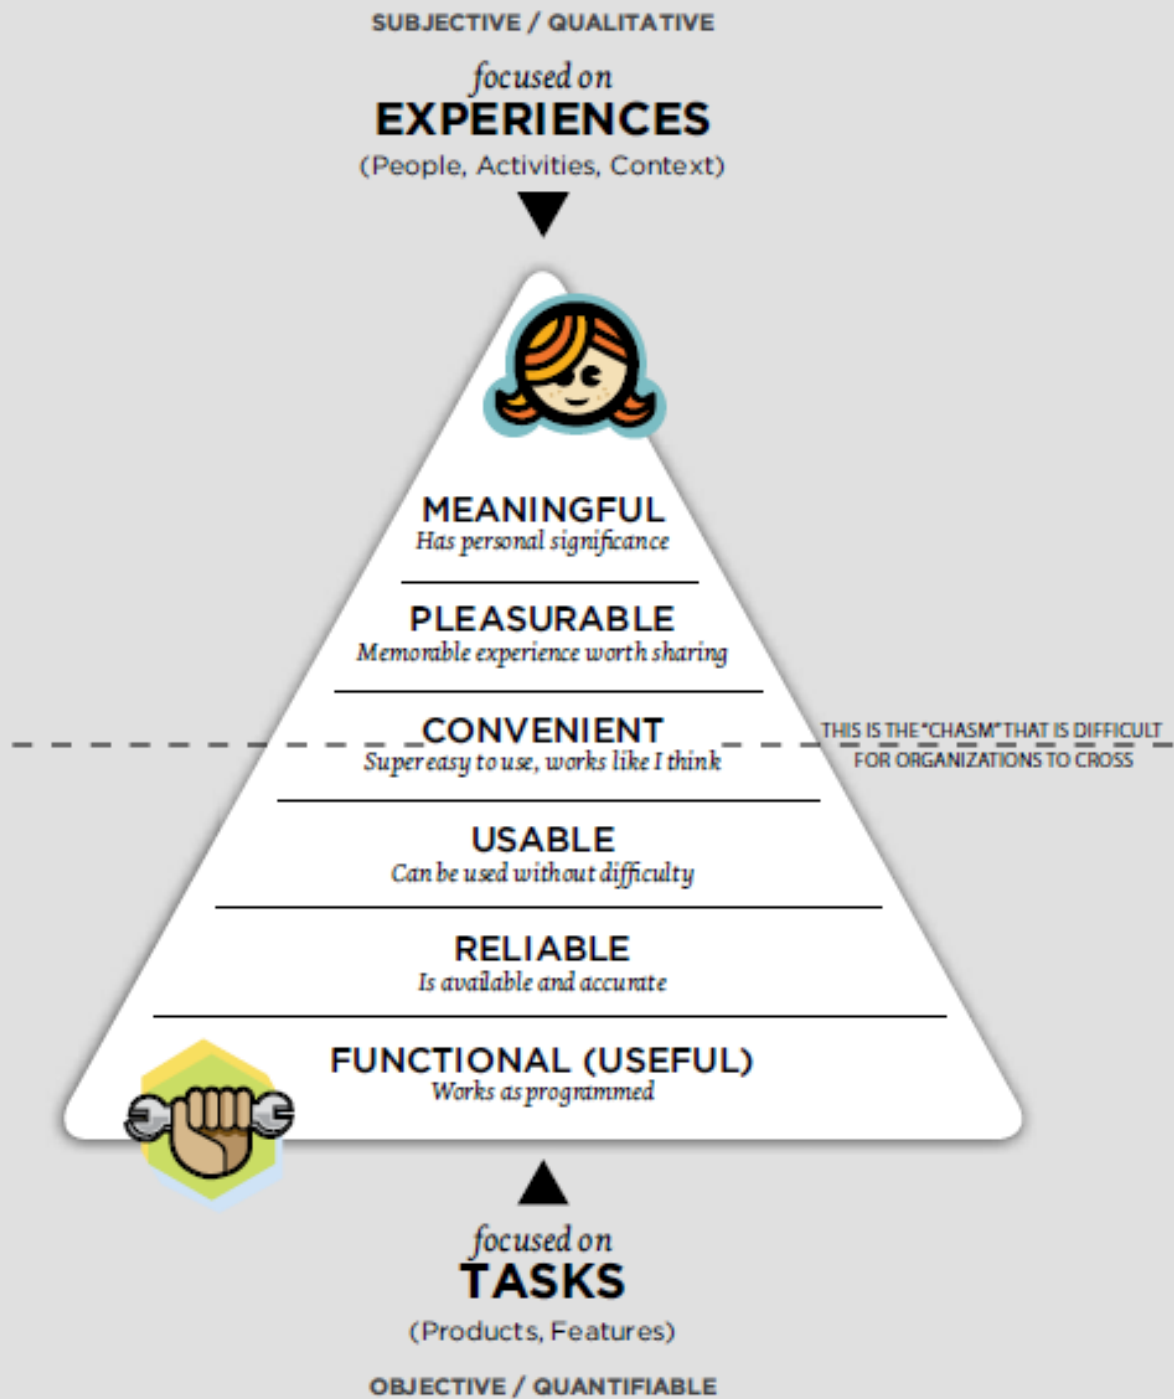 SUBJECTIVE / QUALITATIVE
focused on
EXPERIENCES
(People, Activities, Context)
MEANINGFUL
Has personal significance
PLEASURABLE
Memorable experience worth sharing
CONVENIENT
Super easy to use, works like I think
THIS IS THE "CHASM" THAT IS DIFFICULT
FOR ORGANIZATIONS TO CROSS
USABLE
Can be used without difficulty
RELIABLE
Is available and accurate
FUNCTIONAL (USEFUL)
Works as programmed
focused on
TASKS
(Products, Features)
OBJECTIVE / QUANTIFIABLE